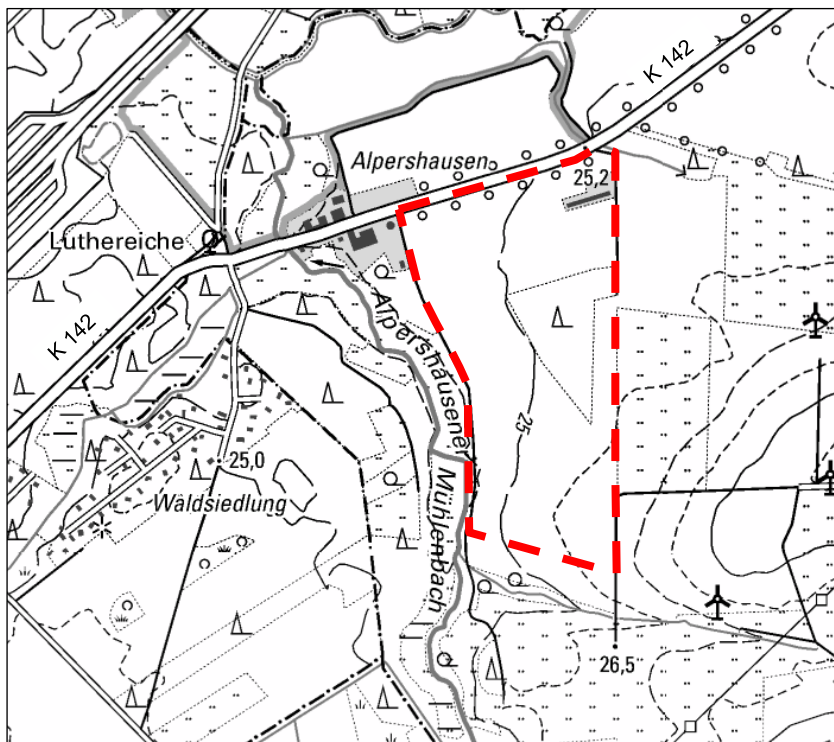 K 142
Alpershausen
25,2
Luthereiche
K 142
Alpershausener
Mühlenbach
25
25,0
Waldsiedlung
26,5